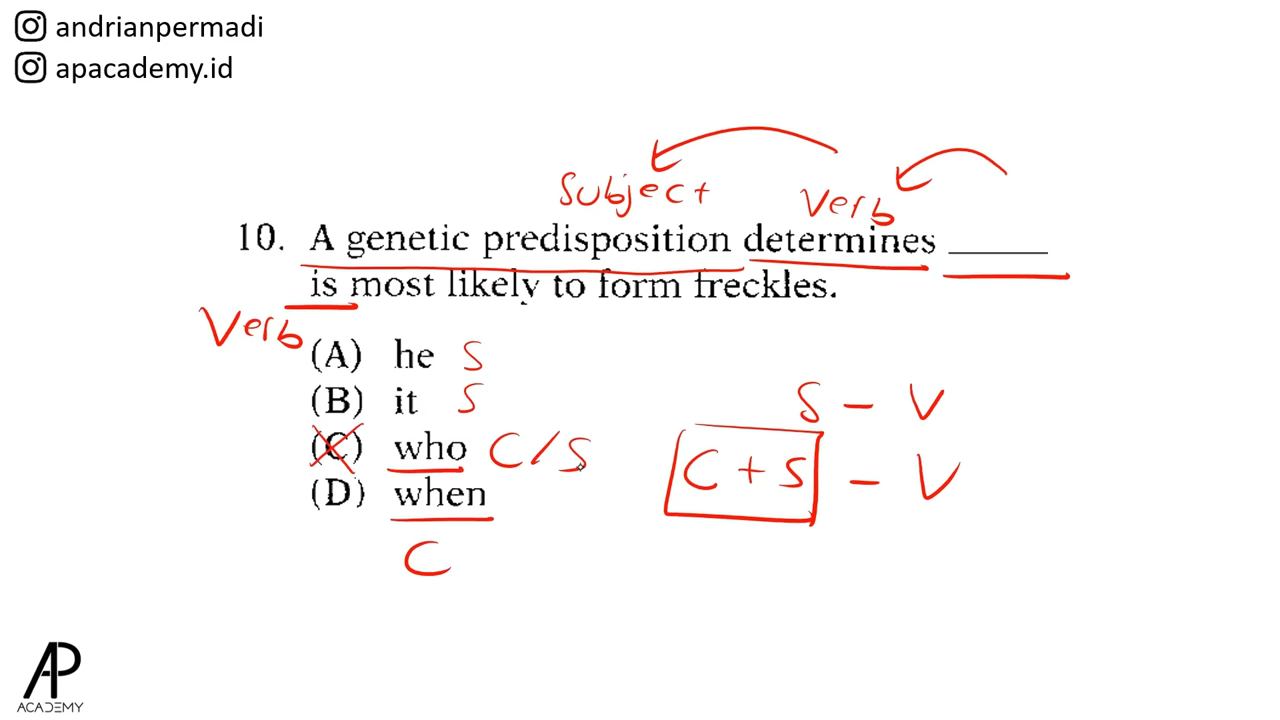 andrianpermadi
apacademy.id
Subject Verb
10. A genetic predisposition determines ______
is most likely to form freckles.
Verb
(A) he S
(B) it S
(C) who C/S
(D) when
C
S – V
C + S – V
AP
ACADEMY